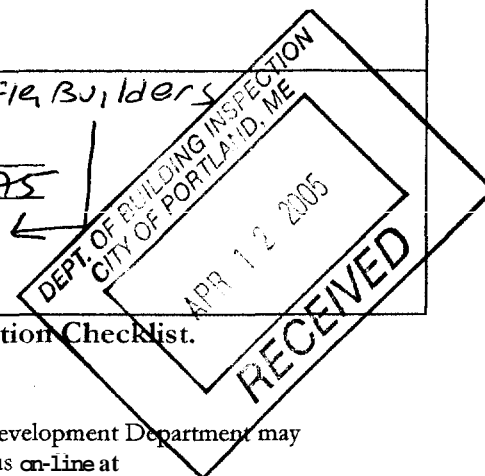 Builders
DEPT. OF BUILDING INSPECTION
CITY OF PORTLAND, ME
APR 12 2005
RECEIVED
tion Checklist.
evelopment Department may
us on-line at